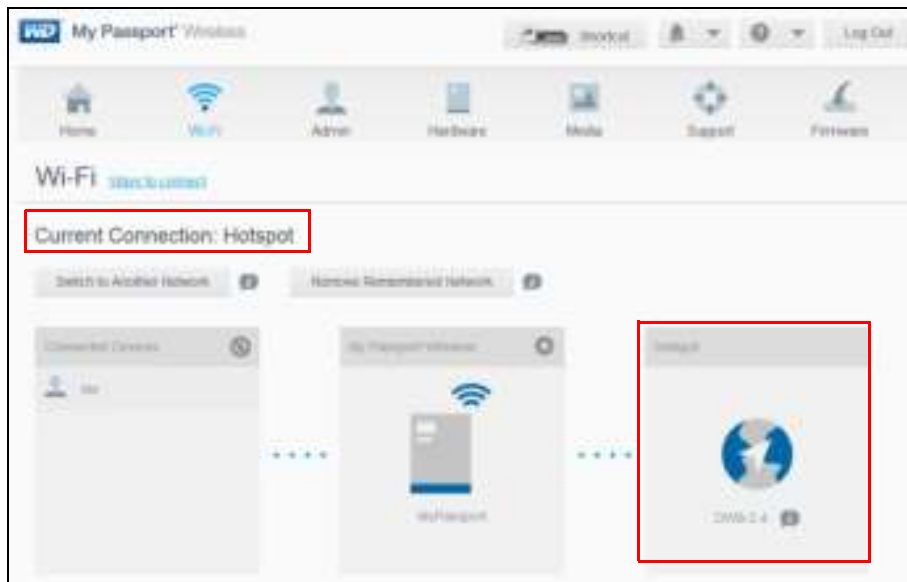 WD My Passport® Wireless
Shortcut
Log Out
Home
Wi-Fi
Admin
Hardware
Media
Support
Firmware
Wi-Fi
Current Connection: Hotspot
Switch to Another Network
Remove Remembered Network
Connected Devices
My Passport Wireless
Hotspot
MyPassport